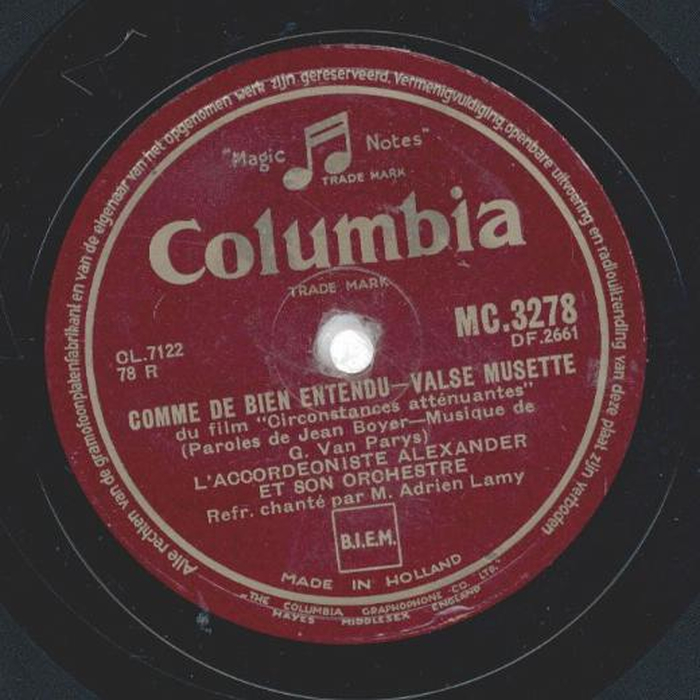 Alle rechten van de gramofoonplatenfabrikant en van de eigenaar van het opgenomen werk zijn gereserveerd. Vermenigvuldiging, openbare uitvoering en radiouitzending van deze plaat zijn verboden
"Magic Notes"
TRADE MARK
Columbia
TRADE MARK
MC.3278
DF.2661
CL.7122
78 R
COMME DE BIEN ENTENDU—VALSE MUSETTE
du film "Circonstances atténuantes"
(Paroles de Jean Boyer—Musique de
G. Van Parys)
L'ACCORDEONISTE ALEXANDER
ET SON ORCHESTRE
Refr. chanté par M. Adrien Lamy
B.I.E.M.
MADE IN HOLLAND
"THE COLUMBIA GRAPHOPHONE CO. LTD."
HAYES MIDDLESEX ENGLAND